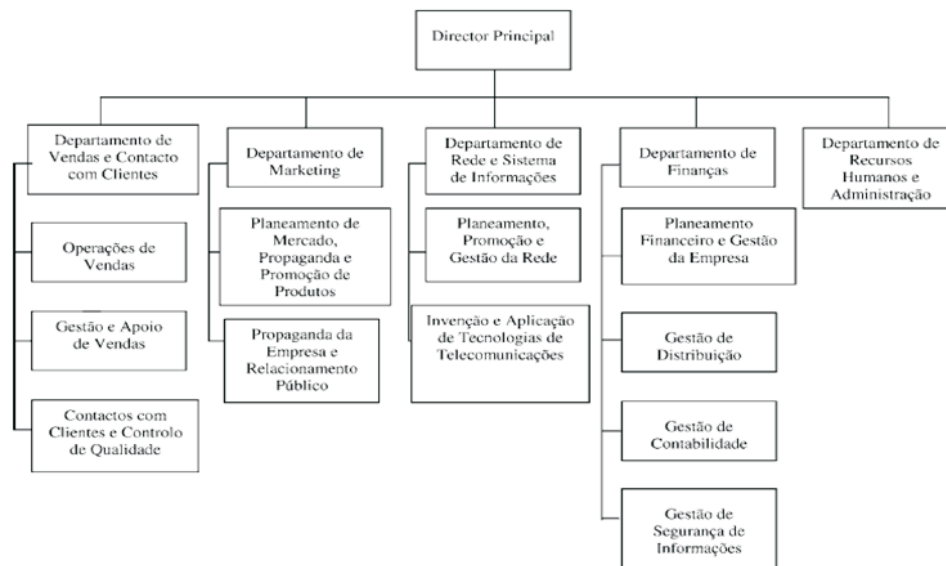 Director Principal
Departamento de
Vendas e Contacto
com Clientes
Departamento de
Marketing
Departamento de
Rede e Sistema
de Informações
Departamento de
Finanças
Departamento de
Recursos
Humanos e
Administração
Operações de
Vendas
Planeamento de
Mercado,
Propaganda e
Promoção de
Produtos
Planeamento,
Promoção e
Gestão da Rede
Planeamento
Financeiro e Gestão
da Empresa
Gestão e Apoio
de Vendas
Propaganda da
Empresa e
Relacionamento
Público
Invenção e Aplicação
de Tecnologias de
Telecomunicações
Gestão de
Distribuição
Contactos com
Clientes e Controlo
de Qualidade
Gestão de
Contabilidade
Gestão de
Segurança de
Informações